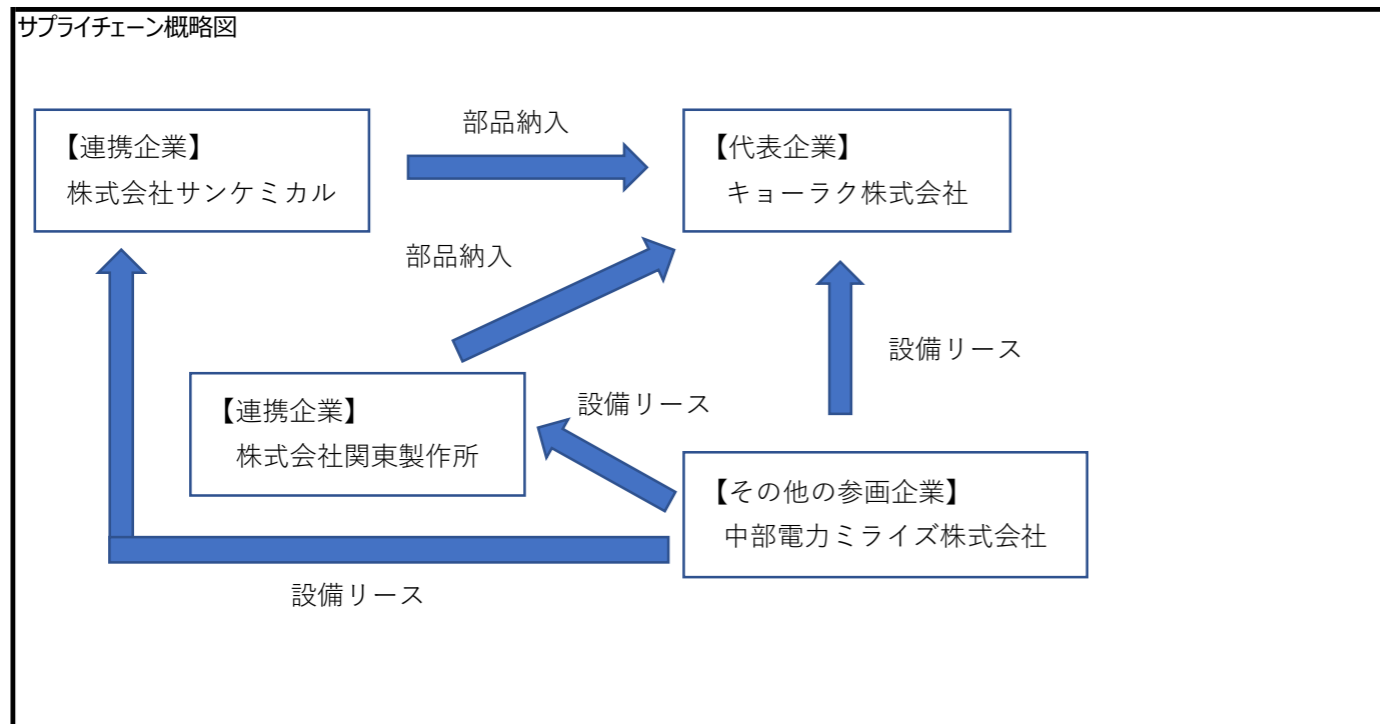 サプライチェーン概略図
【連携企業】
株式会社サンケミカル
部品納入
【代表企業】
キョーラク株式会社
部品納入
設備リース
【連携企業】
株式会社関東製作所
設備リース
【その他の参画企業】
中部電力ミライズ株式会社
設備リース